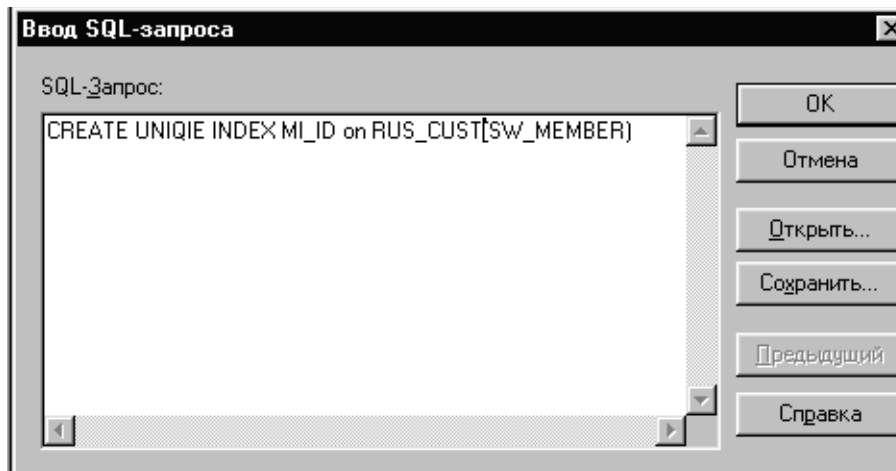 Ввод SQL-запроса
SQL-Запрос:
CREATE UNIQIE INDEX MI_ID on RUS_CUST(SW_MEMBER)
OK
Отмена
Открыть...
Сохранить...
Предыдущий
Справка